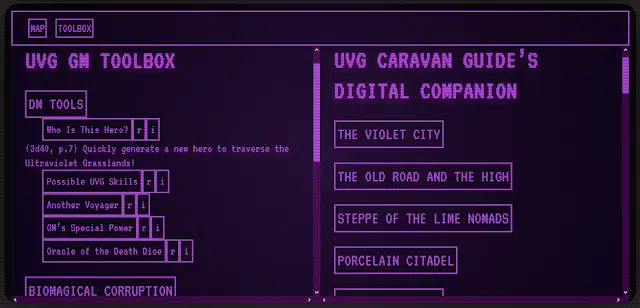 MAP TOOLBOX
UVG GM TOOLBOX
DM TOOLS
Who Is This Hero? r i
(3d40, p.7) Quickly generate a new hero to traverse the
Ultraviolet Grasslands!
Possible UVG Skills r i
Another Voyager r i
GM's Special Power r i
Oracle of the Death Dice r i
BIOMAGICAL CORRUPTION
UVG CARAVAN GUIDE'S
DIGITAL COMPANION
THE VIOLET CITY
THE OLD ROAD AND THE HIGH
STEPPE OF THE LIME NOMADS
PORCELAIN CITADEL